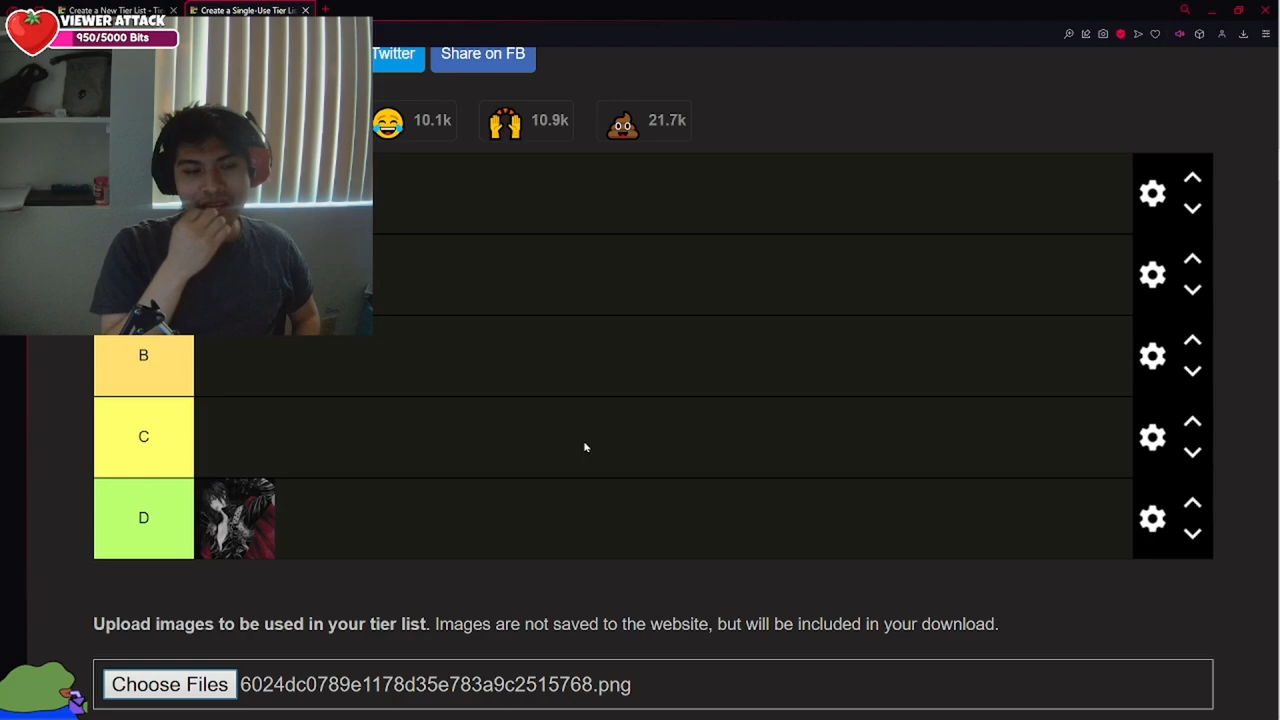 Create a New Tier List - Tie
Create a Single-Use Tier Li
VIEWER ATTACK
950/5000 Bits
Twitter
Share on FB
10.1k
10.9k
21.7k
B
C
D
Upload images to be used in your tier list. Images are not saved to the website, but will be included in your download.
Choose Files 6024dc0789e1178d35e783a9c2515768.png